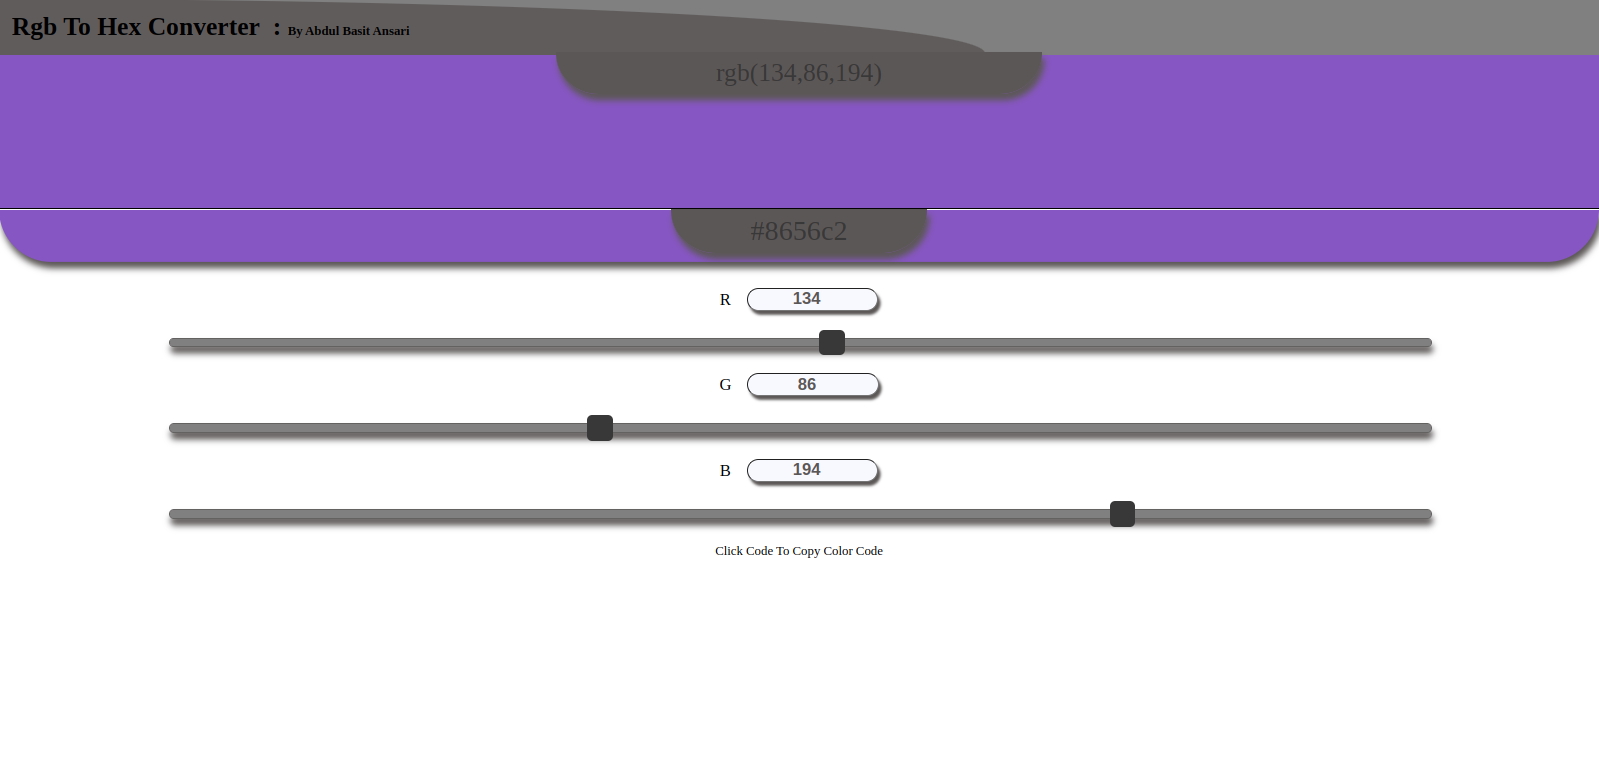 Rgb To Hex Converter : By Abdul Basit Ansari
rgb(134,86,194)
#8656c2
R 134
G 86
B 194
Click Code To Copy Color Code